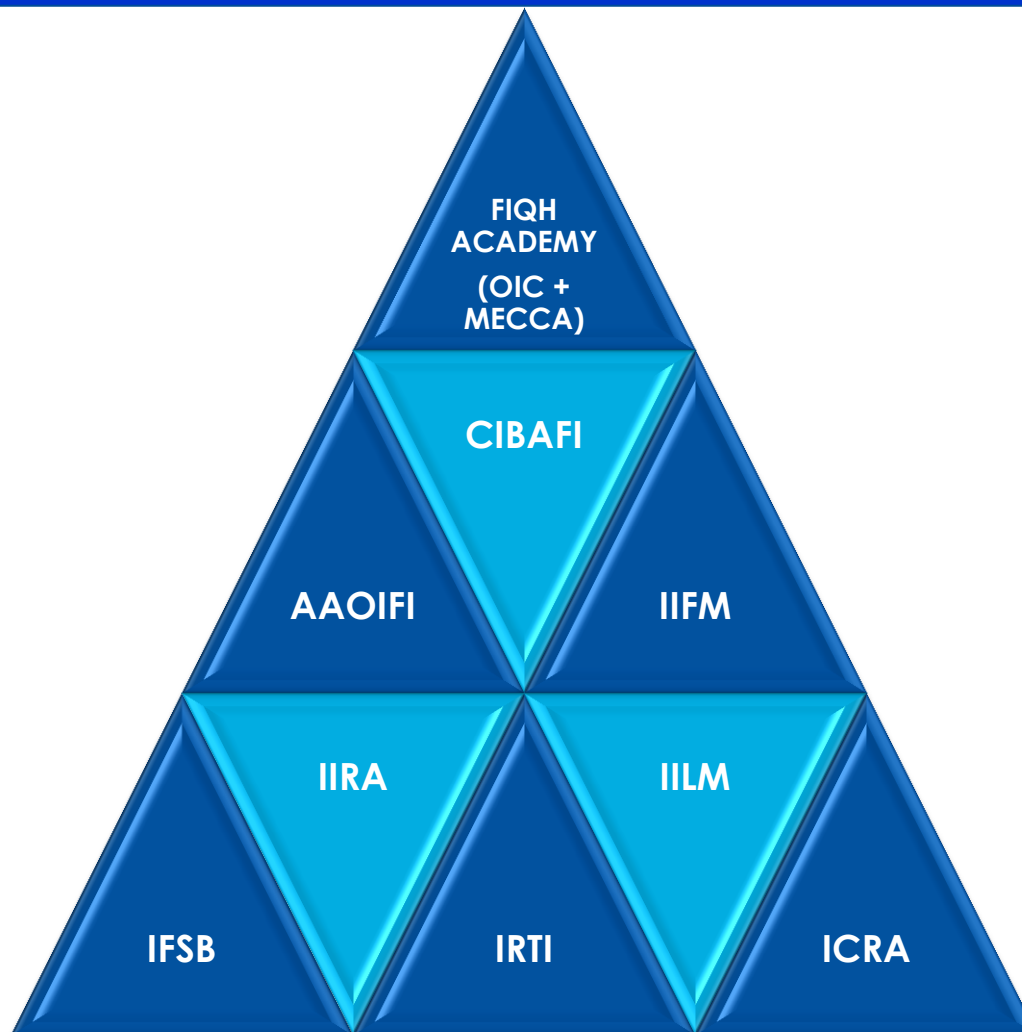 FIQH
ACADEMY
(OIC +
MECCA)
CIBAFI
AAOIFI
IIFM
IIRA
IILM
IFSB
IRTI
ICRA